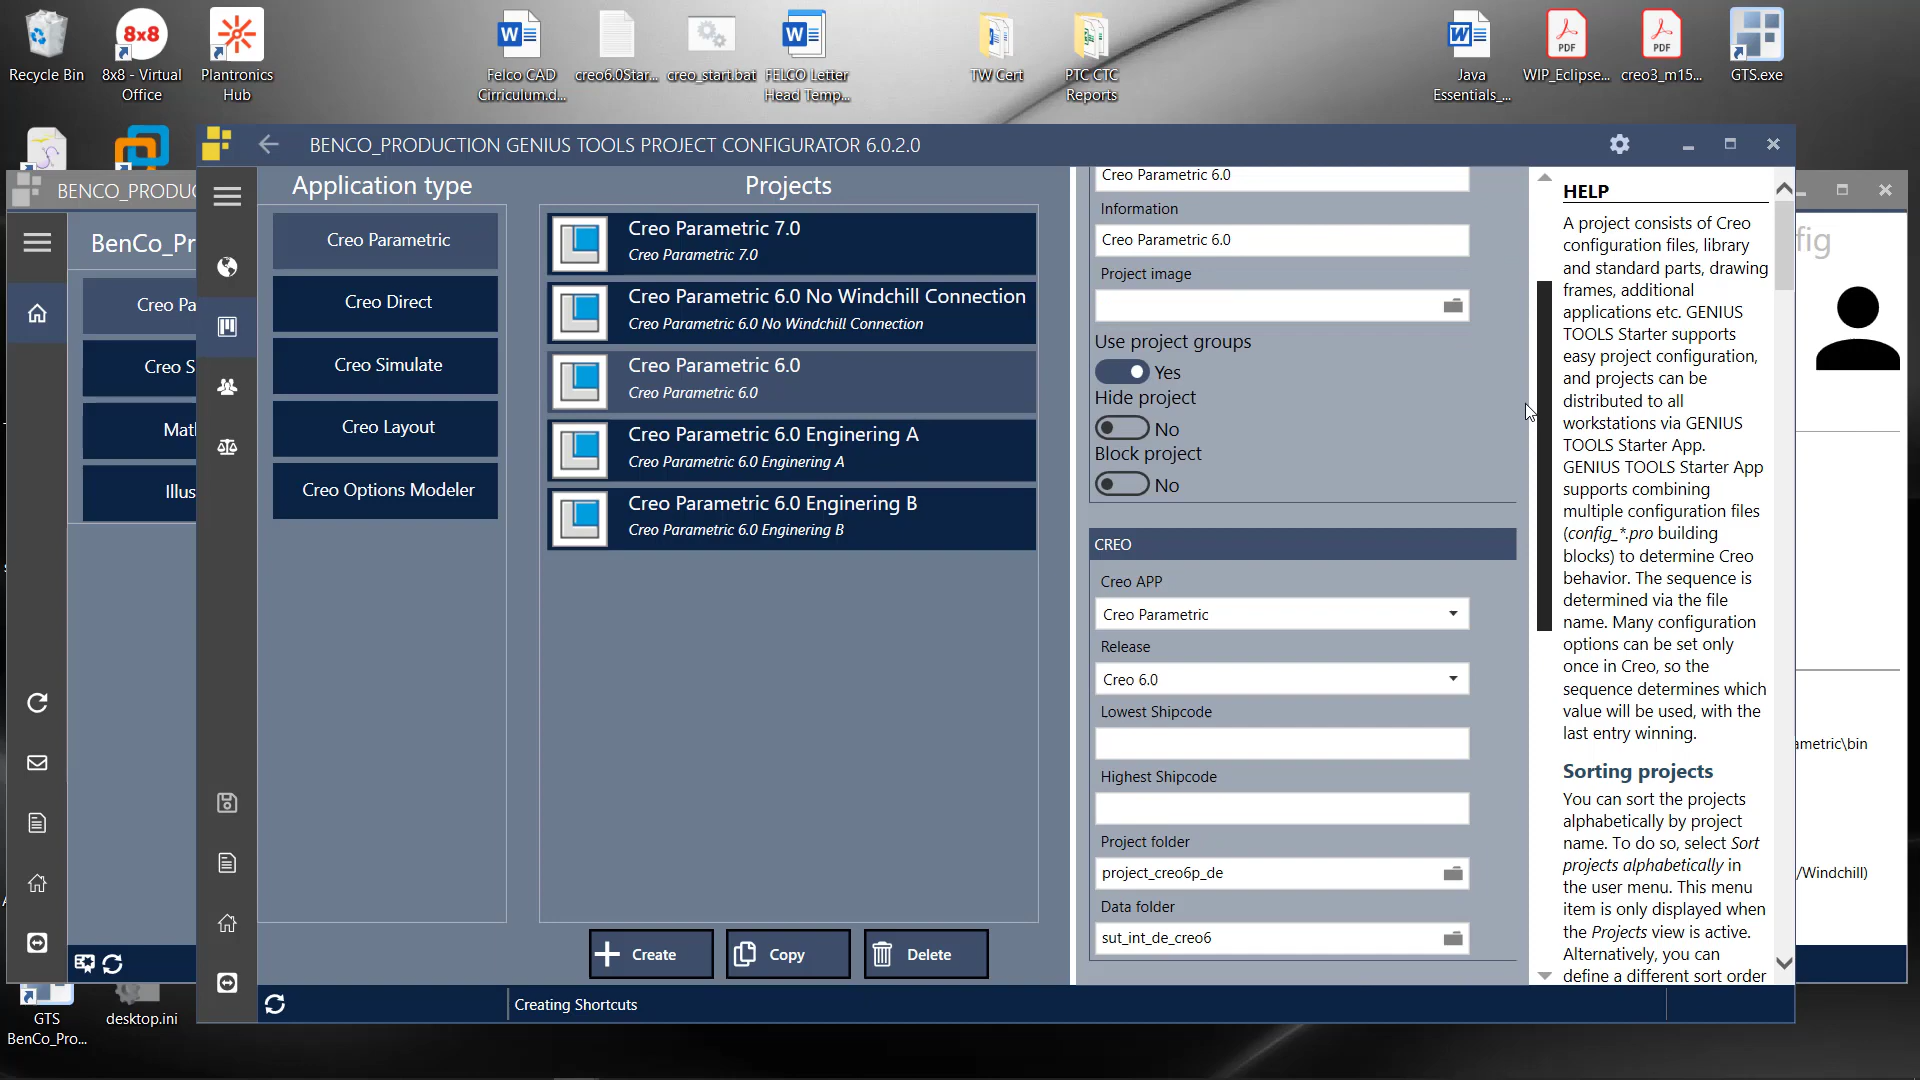 Recycle Bin
8x8
8x8 - Virtual
Office
Plantronics
Hub
Felco CAD
Cirriculum.d...
creo6.0Star...
creo_start.bat
FELCO Letter
Head Temp...
TW Cert
PTC CTC
Reports
Java
Essentials_...
PDF
WIP_Eclipse...
PDF
creo3_m15...
GTS.exe
BENCO_PRODUCTION GENIUS TOOLS PROJECT CONFIGURATOR 6.0.2.0
BENCO_PRODUC
BenCo_Pr
Creo Pa
Creo S
Illus
Application type
Creo Parametric
Creo Direct
Creo Simulate
Creo Layout
Creo Options Modeler
Projects
Creo Parametric 7.0
Creo Parametric 7.0
Creo Parametric 6.0 No Windchill Connection
Creo Parametric 6.0 No Windchill Connection
Creo Parametric 6.0
Creo Parametric 6.0
Creo Parametric 6.0 Enginering A
Creo Parametric 6.0 Enginering A
Creo Parametric 6.0 Enginering B
Creo Parametric 6.0 Enginering B
Create
Copy
Delete
Creo Parametric 6.0
Information
Creo Parametric 6.0
Project image
Use project groups
Yes
Hide project
No
Block project
No
CREO
Creo APP
Creo Parametric
Release
Creo 6.0
Lowest Shipcode
Highest Shipcode
Project folder
project_creo6p_de
Data folder
sut_int_de_creo6
HELP
A project consists of Creo
configuration files, library
and standard parts, drawing
frames, additional
applications etc. GENIUS
TOOLS Starter supports
easy project configuration,
and projects can be
distributed to all
workstations via GENIUS
TOOLS Starter App.
GENIUS TOOLS Starter App
supports combining
multiple configuration files
(config_*.pro building
blocks) to determine Creo
behavior. The sequence is
determined via the file
name. Many configuration
options can be set only
once in Creo, so the
sequence determines which
value will be used, with the
last entry winning.
Sorting projects
You can sort the projects
alphabetically by project
name. To do so, select Sort
projects alphabetically in
the user menu. This menu
item is only displayed when
the Projects view is active.
Alternatively, you can
define a different sort order
fig
ametric\bin
/Windchill)
Creating Shortcuts
GTS
BenCo_Pro...
desktop.ini